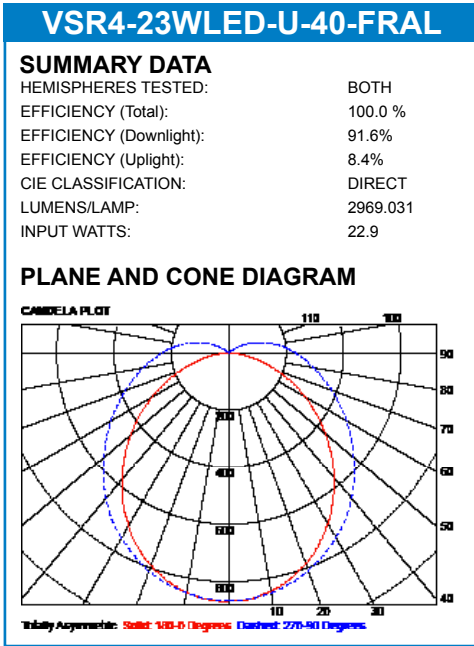 VSR4-23WLED-U-40-FRAL
SUMMARY DATA
HEMISPHERES TESTED: BOTH
EFFICIENCY (Total): 100.0 %
EFFICIENCY (Downlight): 91.6%
EFFICIENCY (Uplight): 8.4%
CIE CLASSIFICATION: DIRECT
LUMENS/LAMP: 2969.031
INPUT WATTS: 22.9
PLANE AND CONE DIAGRAM
CANDELA PLOT
110 100
90
80
70
200
60
400
50
600
800
40
10 20 30
Totally Asymmetric: Solid: 180-0 Degrees Dashed: 270-90 Degrees